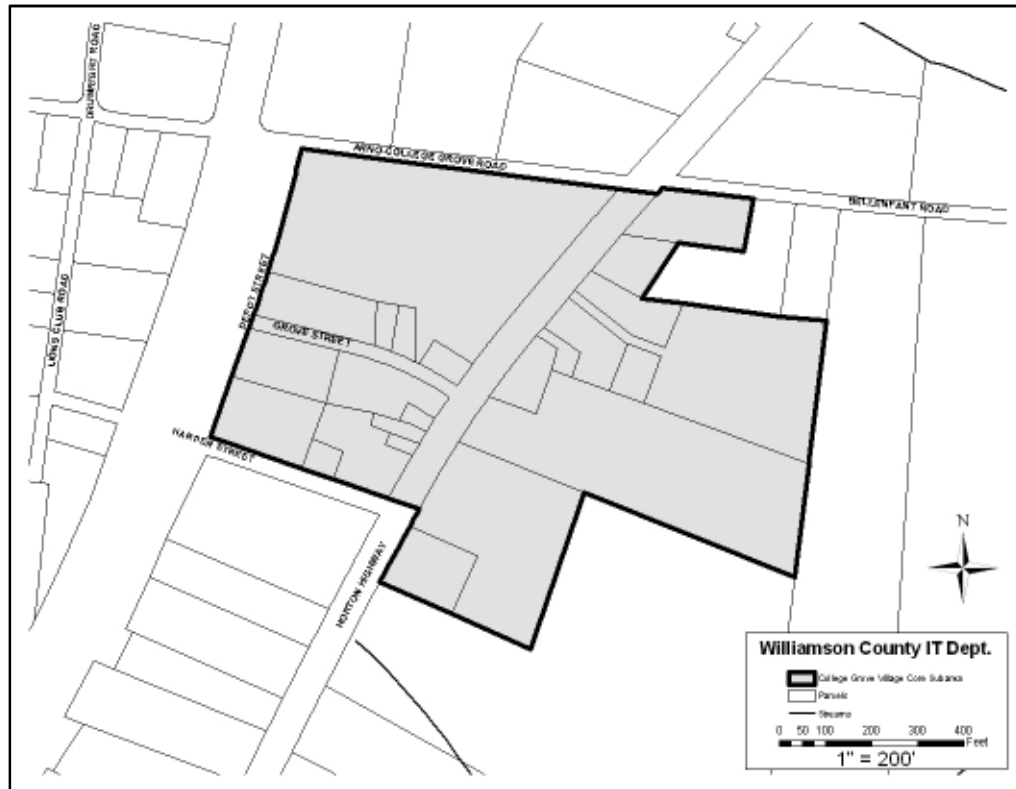 DRUMRIGHT ROAD
ARNO-COLLEGE GROVE ROAD
BELLENFANT ROAD
DEPOT STREET
LIONS CLUB ROAD
GROVE STREET
HARPER STREET
HORTON HIGHWAY
N
Williamson County IT Dept.
College Grove Village Core Subarea
Parcels
Streams
0 50 100 200 300 400
Feet
1" = 200'